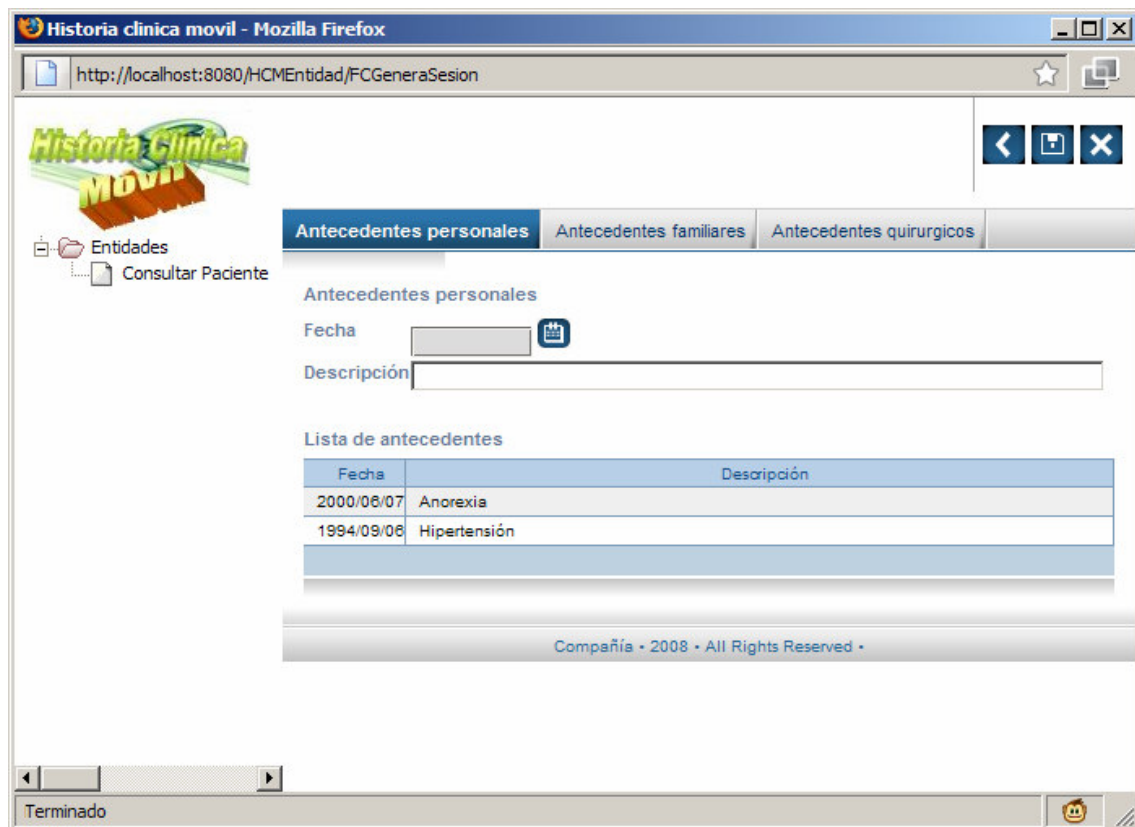 Historia clinica movil - Mozilla Firefox
http://localhost:8080/HCMEntidad/FCGeneraSesion
Historia Clinica
Móvil
Entidades
Consultar Paciente
Antecedentes personales Antecedentes familiares Antecedentes quirurgicos
Antecedentes personales
Fecha
Descripción
Lista de antecedentes
Fecha Descripción
2000/06/07 Anorexia
1994/09/06 Hipertensión
Compañía • 2008 • All Rights Reserved •
Terminado